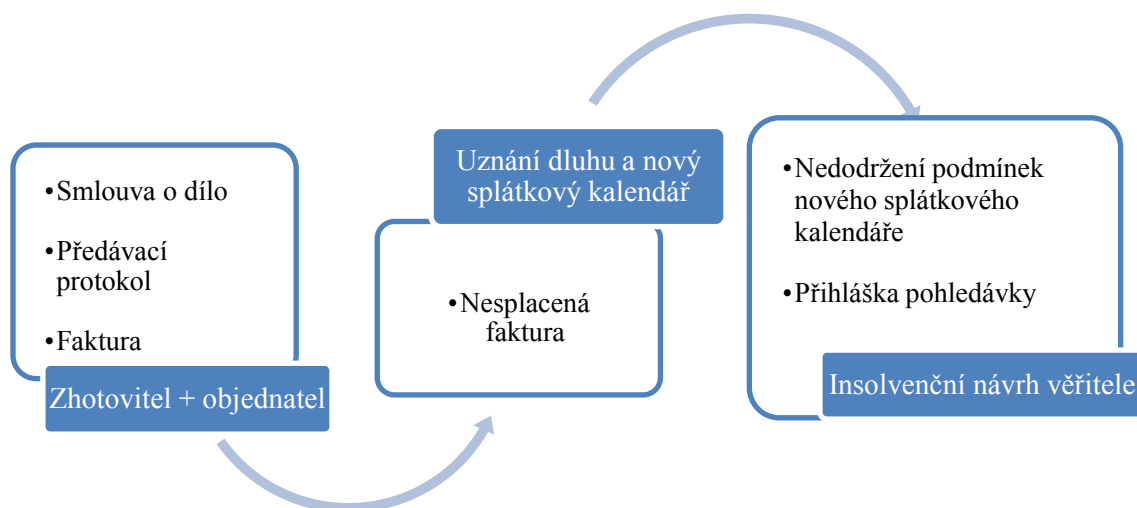 •Smlouva o dílo
•Předávací
protokol
•Faktura
Zhotovitel + objednatel
Uznání dluhu a nový
splátkový kalendář
•Nesplacená
faktura
•Nedodržení podmínek
nového splátkového
kalendáře
•Přihláška pohledávky
Insolvenční návrh věřitele